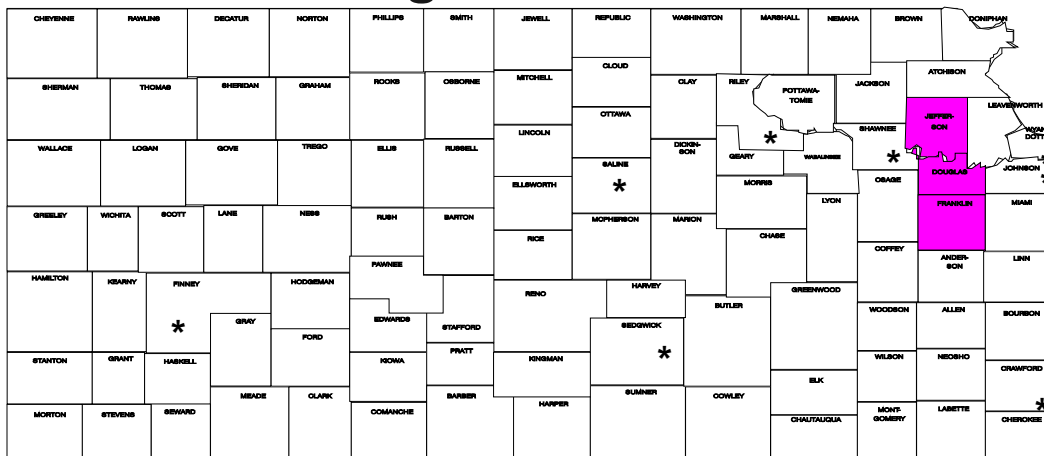 CHEYENNE
RAWLINS
DECATUR
NORTON
PHILLIPS
SMITH
JEWELL
REPUBLIC
WASHINGTON
MARSHALL
NEMAHA
BROWN
DONIPHAN
SHERMAN
THOMAS
SHERIDAN
GRAHAM
ROOKS
OSBORNE
MITCHELL
CLOUD
CLAY
RILEY
POTTAWA-
TOMIE
JACKSON
ATCHISON
OTTAWA
JEFFER-
SON
LEAVENWORTH
WYAN
DOTT
WALLACE
LOGAN
GOVE
TREGO
ELLIS
RUSSELL
LINCOLN
SALINE
*
DICKIN-
SON
GEARY
*
WABAUNSEE
SHAWNEE
*
DOUGLAS
JOHNSON
ELLSWORTH
MORRIS
OSAGE
FRANKLIN
MIAMI
GREELEY
WICHITA
SCOTT
LANE
NESS
RUSH
BARTON
RICE
MCPHERSON
MARION
CHASE
LYON
COFFEY
ANDER-
SON
LINN
HAMILTON
KEARNY
FINNEY
*
HODGEMAN
PAWNEE
RENO
HARVEY
BUTLER
GREENWOOD
WOODSON
ALLEN
BOURBON
GRAY
FORD
EDWARDS
STAFFORD
SEDGWICK
*
STANTON
GRANT
HASKELL
KIOWA
PRATT
KINGMAN
ELK
WILSON
NEOSHO
CRAWFORD
*
MORTON
STEVENS
SEWARD
MEADE
CLARK
COMANCHE
BARBER
HARPER
SUMNER
COWLEY
CHAUTAUQUA
MONT-
GOMERY
LABETTE
CHEROKEE